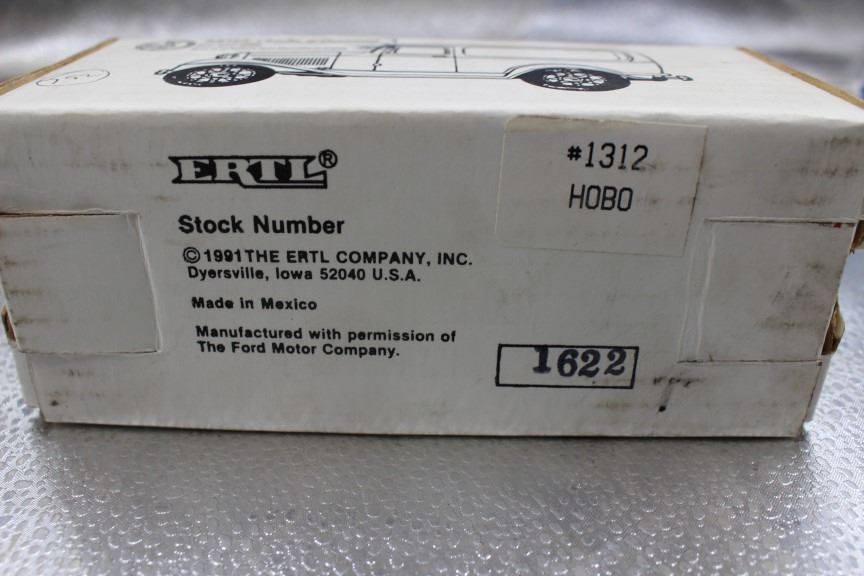 ERTL®
#1312
HOBO
Stock Number
©1991 THE ERTL COMPANY, INC.
Dyersville, Iowa 52040 U.S.A.
Made in Mexico
Manufactured with permission of
The Ford Motor Company.
1622